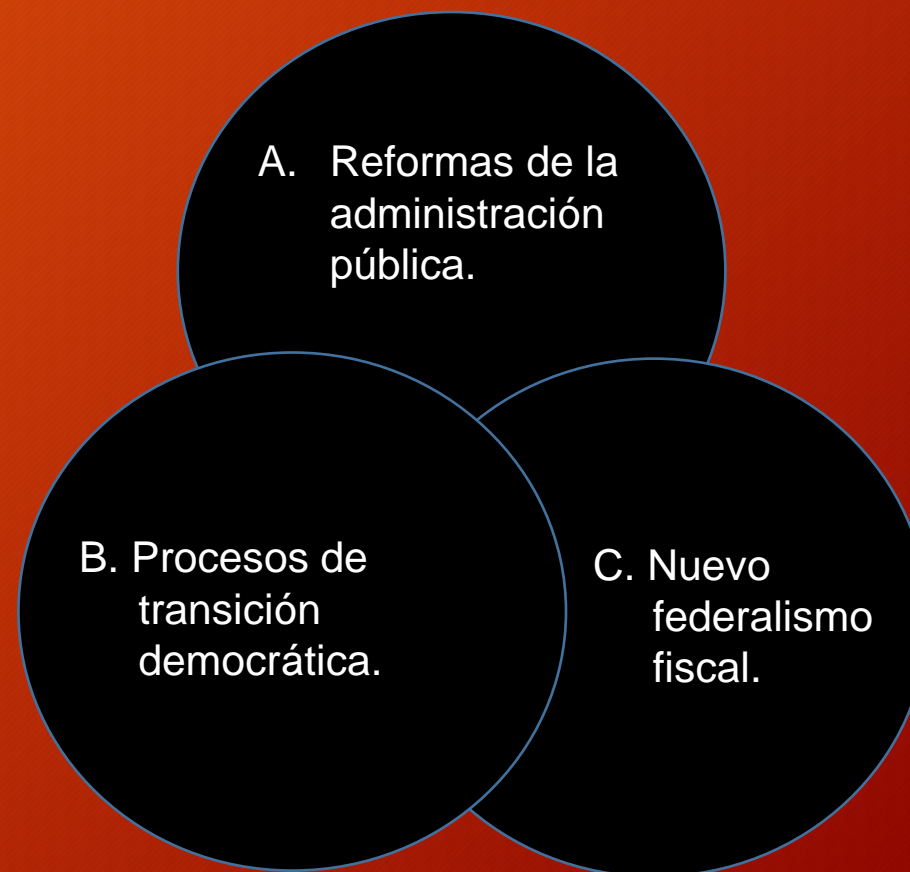 A. Reformas de la
administración
pública.
B. Procesos de
transición
democrática.
C. Nuevo
federalismo
fiscal.